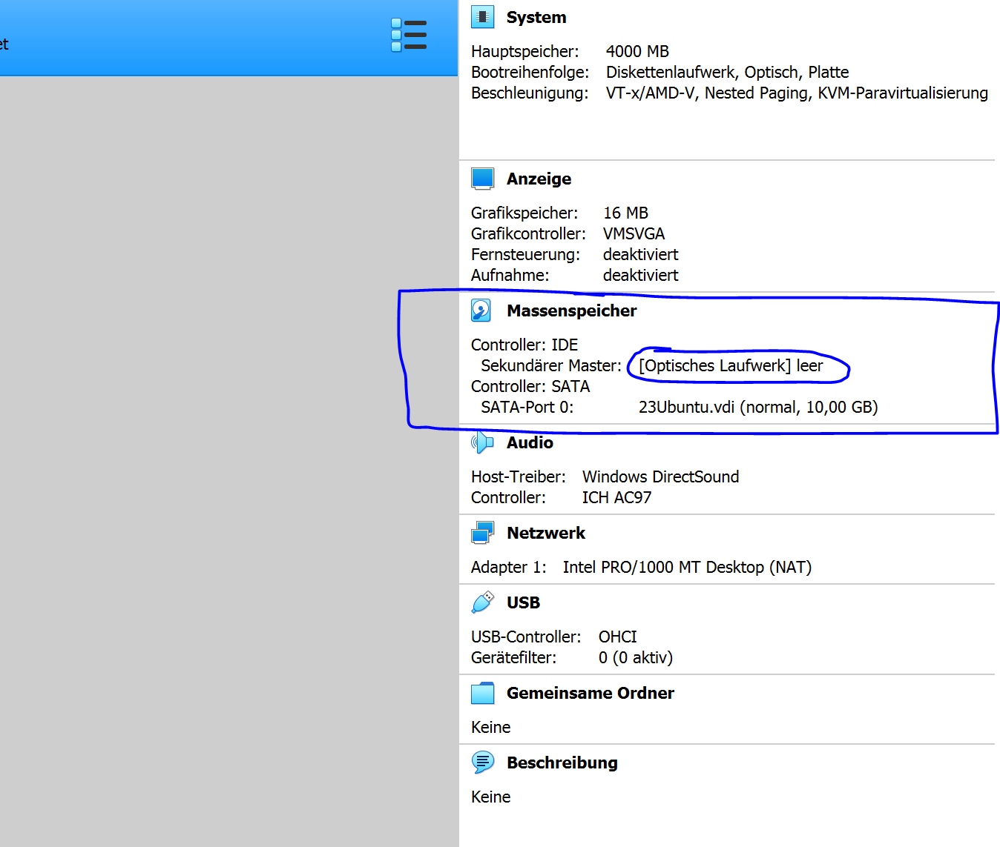 et
System
Hauptspeicher: 4000 MB
Bootreihenfolge: Diskettenlaufwerk, Optisch, Platte
Beschleunigung: VT-x/AMD-V, Nested Paging, KVM-Paravirtualisierung
Anzeige
Grafikspeicher: 16 MB
Grafikcontroller: VMSVGA
Fernsteuerung: deaktiviert
Aufnahme: deaktiviert
Massenspeicher
Controller: IDE
Sekundärer Master: [Optisches Laufwerk] leer
Controller: SATA
SATA-Port 0: 23Ubuntu.vdi (normal, 10,00 GB)
Audio
Host-Treiber: Windows DirectSound
Controller: ICH AC97
Netzwerk
Adapter 1: Intel PRO/1000 MT Desktop (NAT)
USB
USB-Controller: OHCI
Gerätefilter: 0 (0 aktiv)
Gemeinsame Ordner
Keine
Beschreibung
Keine